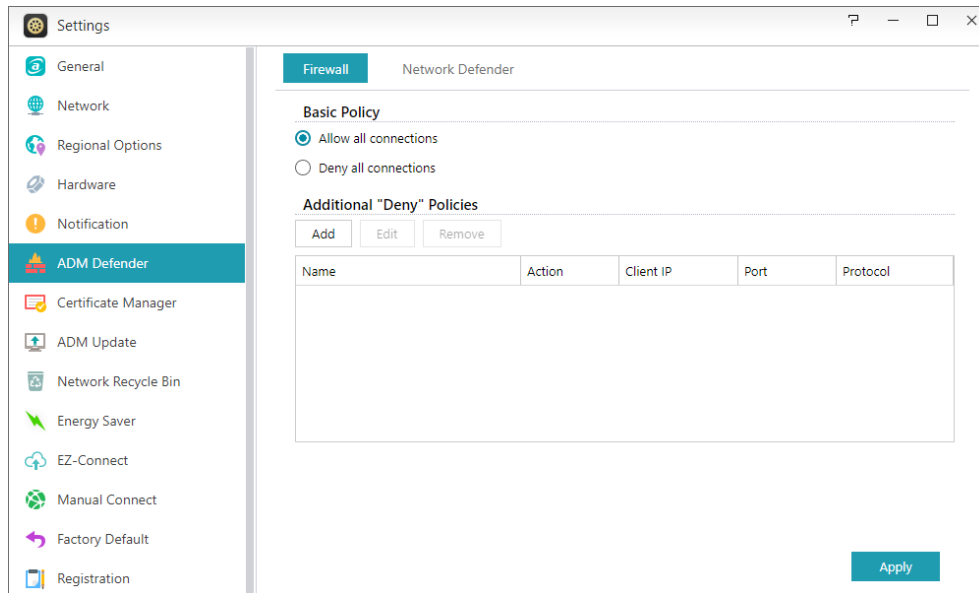 Settings
General
Network
Regional Options
Hardware
Notification
ADM Defender
Certificate Manager
ADM Update
Network Recycle Bin
Energy Saver
EZ-Connect
Manual Connect
Factory Default
Registration
Firewall Network Defender
Basic Policy
Allow all connections
Deny all connections
Additional "Deny" Policies
Add Edit Remove
Name Action Client IP Port Protocol
Apply